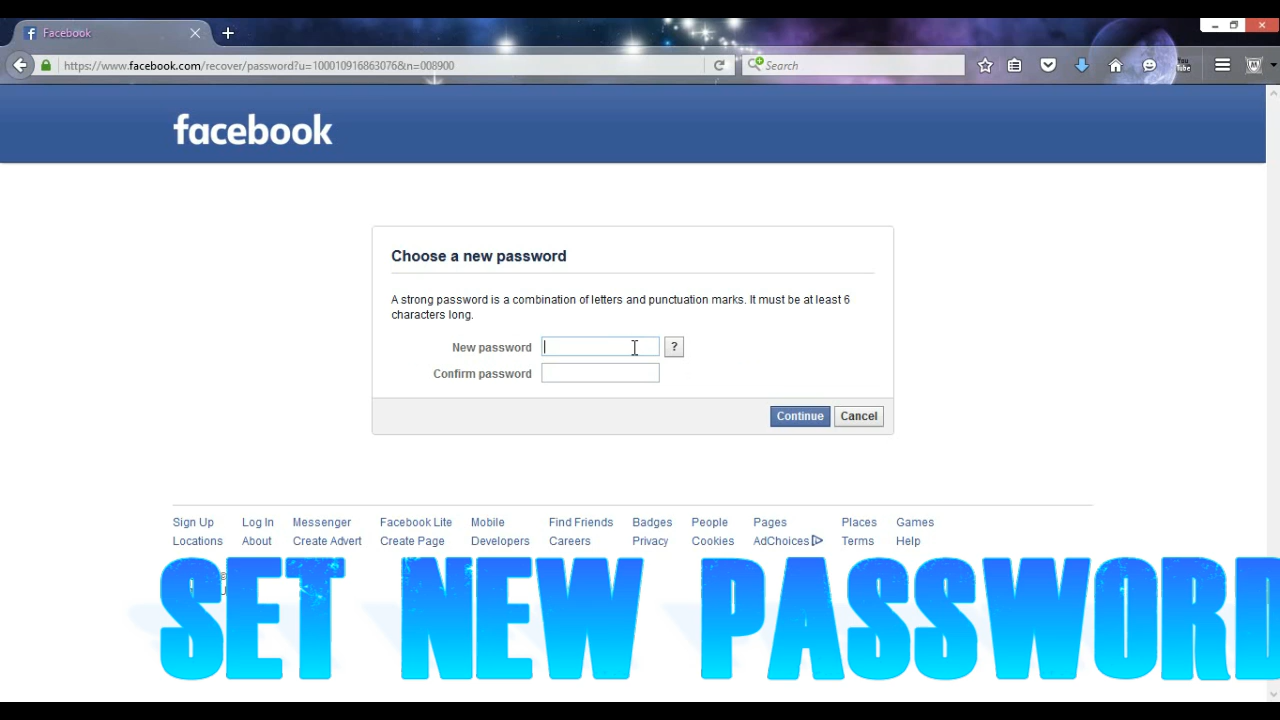 Facebook
https://www.facebook.com/recover/password?u=100010916863076&n=008900
Search
You
Tube
facebook
Choose a new password
A strong password is a combination of letters and punctuation marks. It must be at least 6
characters long.
New password
?
Confirm password
Continue Cancel
Sign Up Log In Messenger Facebook Lite Mobile Find Friends Badges People Pages Places Games
Locations About Create Advert Create Page Developers Careers Privacy Cookies AdChoices Terms Help
SET NEW PASSWORD